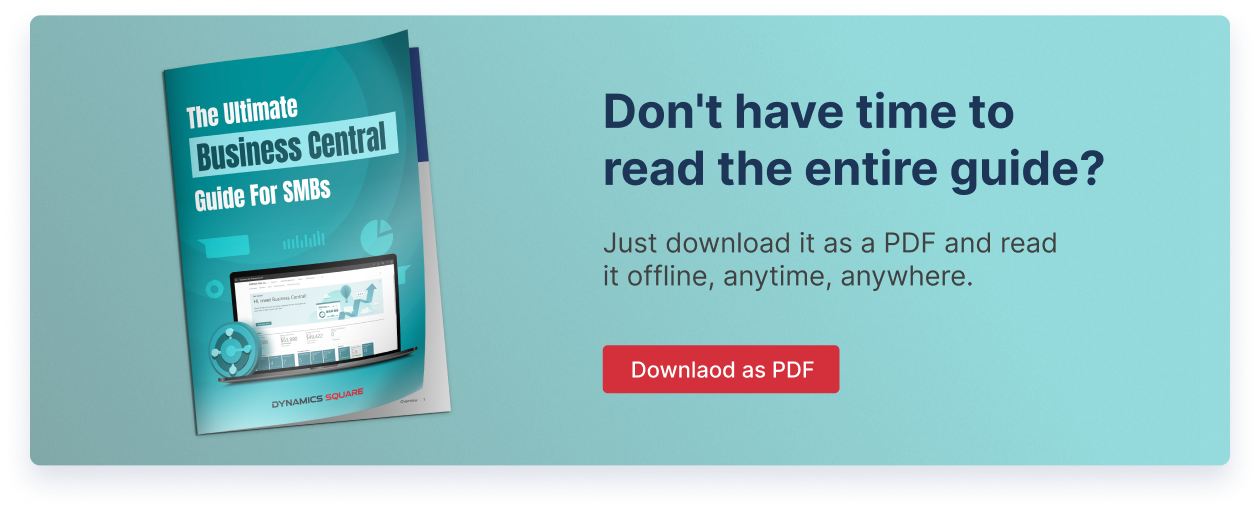 The Ultimate
Business Central
Guide For SMBs
Hi, meet Business Central!
DYNAMICS SQUARE
Don't have time to
read the entire guide?
Just download it as a PDF and read
it offline, anytime, anywhere.
Downlaod as PDF